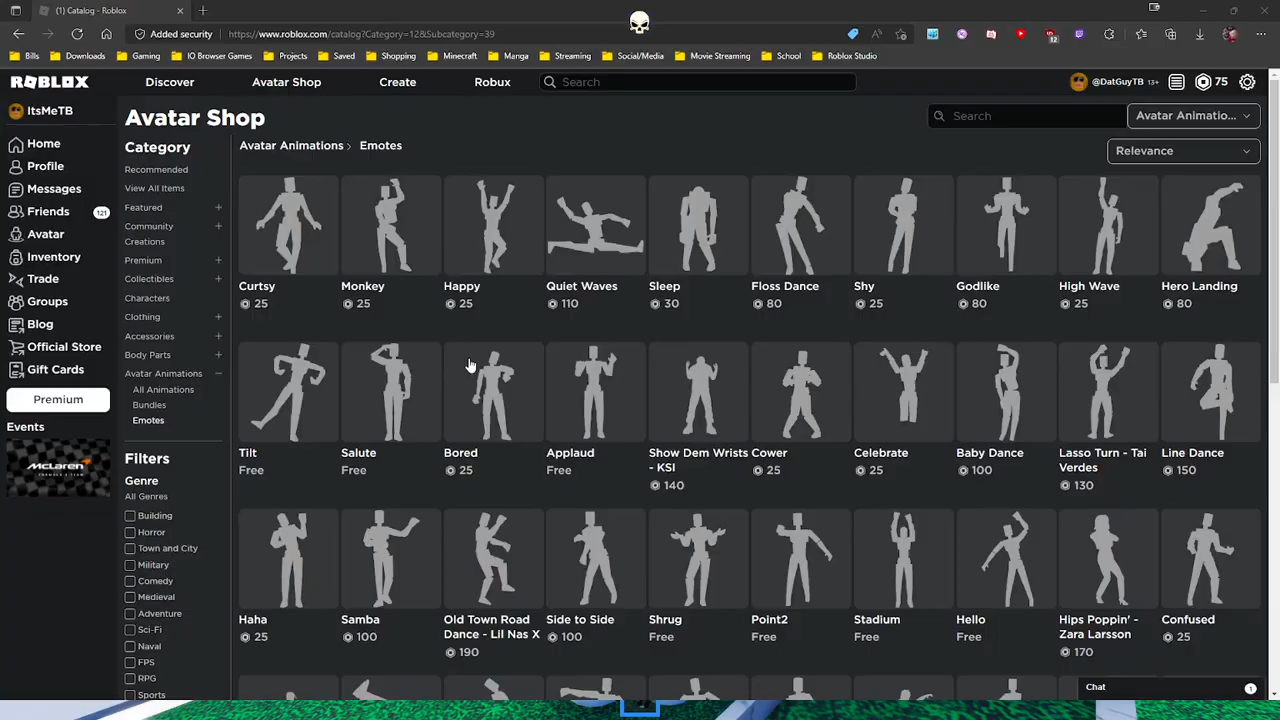 (1) Catalog - Roblox
Added security
https://www.roblox.com/catalog?Category=12&Subcategory=39
12
Bills
Downloads
Gaming
IO Browser Games
Projects
Saved
Shopping
Minecraft
Manga
Streaming
Social/Media
Movie Streaming
School
Roblox Studio
ROBLOX
Discover
Avatar Shop
Create
Robux
Search
@DatGuyTB 13+
75
ItsMeTB
Home
Profile
Messages
Friends 121
Avatar
Inventory
Trade
Groups
Blog
Official Store
Gift Cards
Premium
Events
McLaren
FORMULA 1 TEAM
Avatar Shop
Search
Avatar Animatio...
Category
Recommended
View All Items
Featured +
Community
Creations +
Premium +
Collectibles +
Characters
Clothing +
Accessories +
Body Parts +
Avatar Animations −
All Animations
Bundles
Emotes
Filters
Genre
All Genres
Building
Horror
Town and City
Military
Comedy
Medieval
Adventure
Sci-Fi
Naval
FPS
RPG
Sports
Avatar Animations > Emotes
Relevance
Curtsy
25
Monkey
25
Happy
25
Quiet Waves
110
Sleep
30
Floss Dance
80
Shy
25
Godlike
80
High Wave
25
Hero Landing
80
Tilt
Free
Salute
Free
Bored
25
Applaud
Free
Show Dem Wrists
- KSI
140
Cower
25
Celebrate
25
Baby Dance
100
Lasso Turn - Tai
Verdes
130
Line Dance
150
Haha
25
Samba
100
Old Town Road
Dance - Lil Nas X
190
Side to Side
100
Shrug
Free
Point2
Free
Stadium
Free
Hello
Free
Hips Poppin' -
Zara Larsson
170
Confused
25
Chat 1